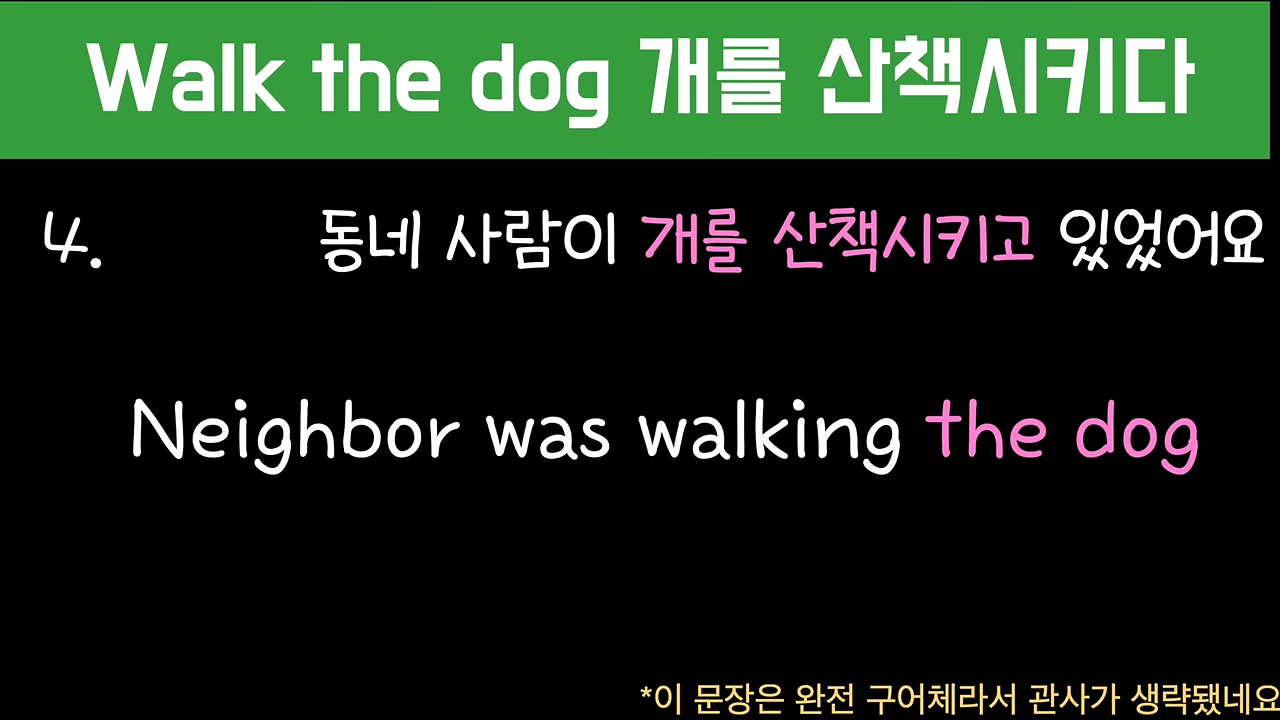 Walk the dog 개를 산책시키다
4. 동네 사람이 개를 산책시키고 있었어요
Neighbor was walking the dog
*이 문장은 완전 구어체라서 관사가 생략됐네요